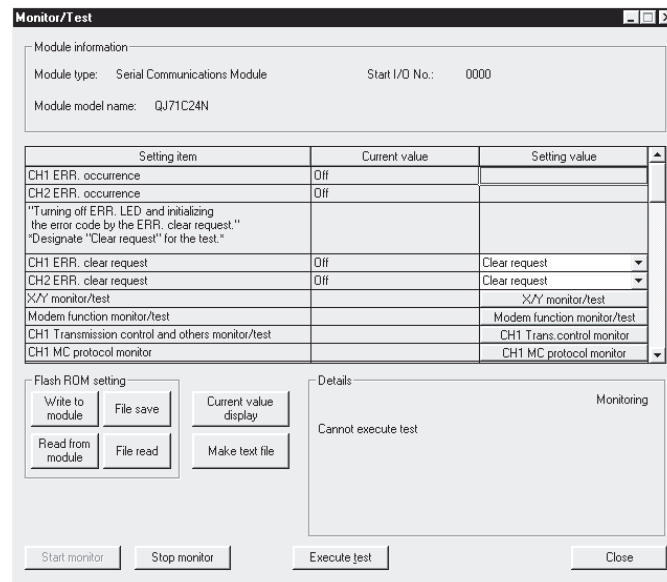 Monitor/Test
Module information
Module type: Serial Communications Module Start I/O No.: 0000
Module model name: QJ71C24N
Setting item Current value Setting value
CH1 ERR. occurrence Off
CH2 ERR. occurrence Off
"Turning off ERR. LED and initializing
the error code by the ERR. clear request."
*Designate "Clear request" for the test.*
CH1 ERR. clear request Off Clear request
CH2 ERR. clear request Off Clear request
X/Y monitor/test X/Y monitor/test
Modem function monitor/test Modem function monitor/test
CH1 Transmission control and others monitor/test CH1 Trans.control monitor
CH1 MC protocol monitor CH1 MC protocol monitor
Flash ROM setting
Write to module
File save
Current value display
Read from module
File read
Make text file
Details
Monitoring
Cannot execute test
Start monitor Stop monitor Execute test Close